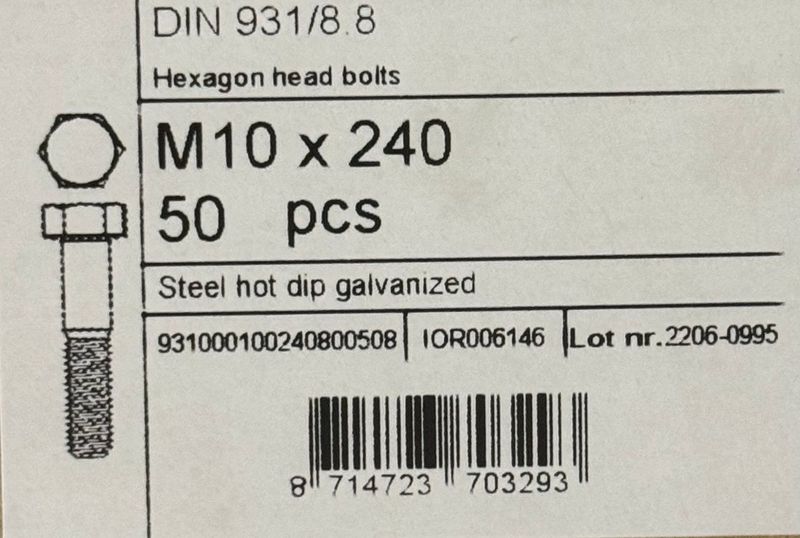 DIN 931/8.8
Hexagon head bolts
M10 x 240
50 pcs
Steel hot dip galvanized
931000100240800508 IOR006146 Lot nr.2206-0995
8 714723 703293